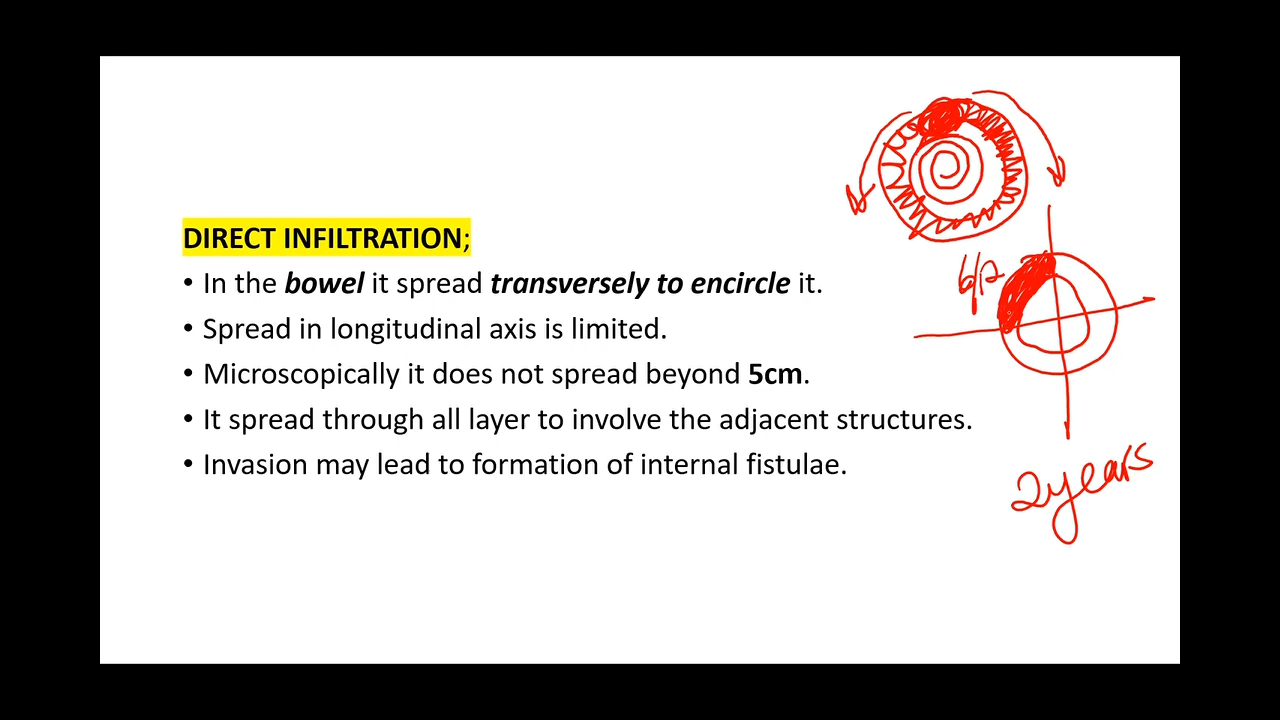 DIRECT INFILTRATION;
• In the bowel it spread transversely to encircle it.
• Spread in longitudinal axis is limited.
• Microscopically it does not spread beyond 5cm.
• It spread through all layer to involve the adjacent structures.
• Invasion may lead to formation of internal fistulae.
2years